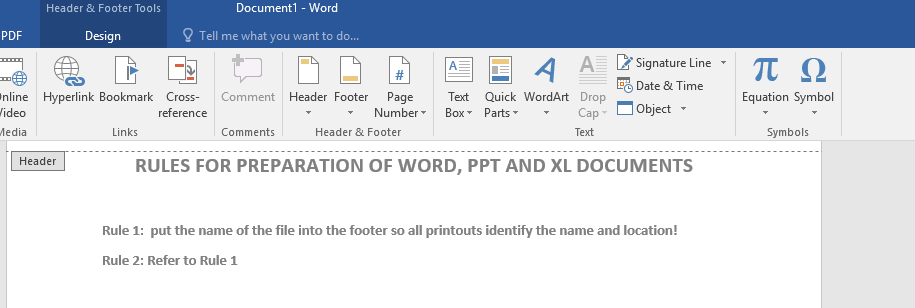 Header & Footer Tools Document1 - Word
PDF Design Tell me what you want to do...
Hyperlink Bookmark Cross-reference Comment Header Footer Page Number Text Box Quick Parts WordArt Drop Cap Signature Line Equation Symbol
Date & Time
Object
Links Comments Header & Footer Text Symbols
Header
RULES FOR PREPARATION OF WORD, PPT AND XL DOCUMENTS
Rule 1:  put the name of the file into the footer so all printouts identify the name and location!
Rule 2: Refer to Rule 1